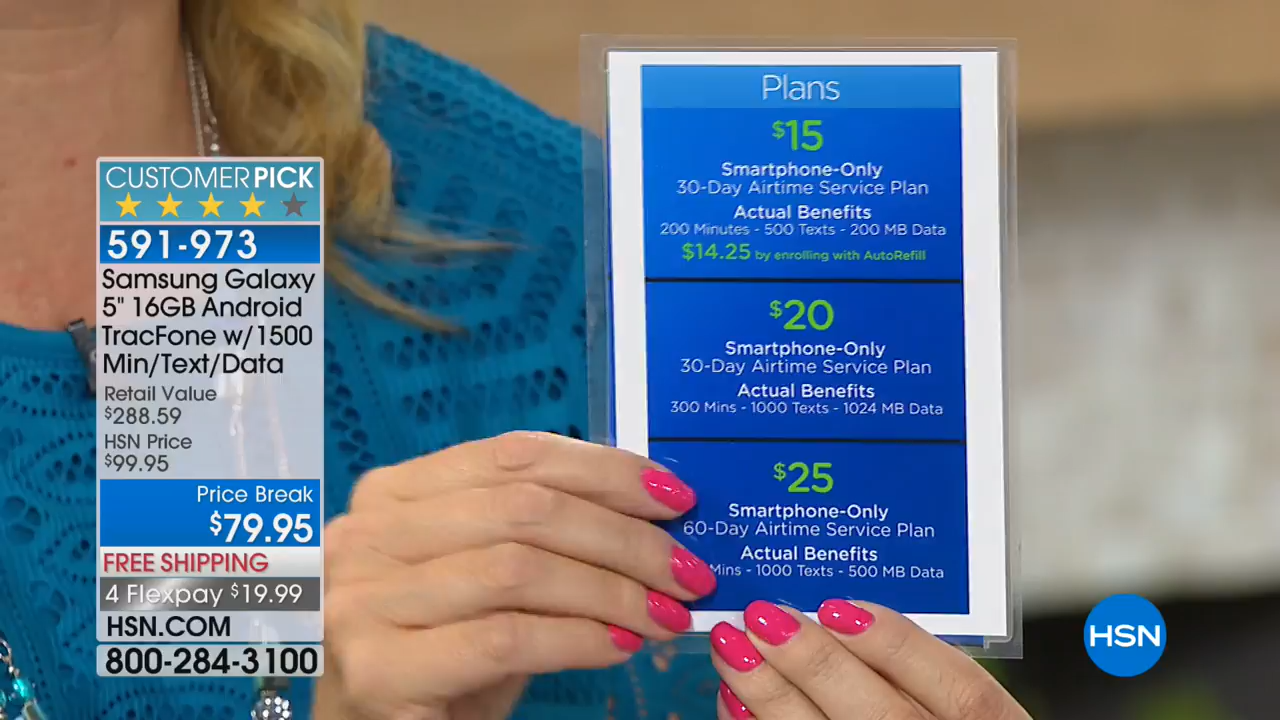 CUSTOMER PICK
591-973
Samsung Galaxy
5" 16GB Android
TracFone w/1500
Min/Text/Data
Retail Value
$288.59
HSN Price
$99.95
Price Break
$79.95
FREE SHIPPING
4 Flexpay $19.99
HSN.COM
800-284-3100
Plans
$15
Smartphone-Only
30-Day Airtime Service Plan
Actual Benefits
200 Minutes - 500 Texts - 200 MB Data
$14.25 by enrolling with AutoRefill
$20
Smartphone-Only
30-Day Airtime Service Plan
Actual Benefits
300 Mins - 1000 Texts - 1024 MB Data
$25
Smartphone-Only
60-Day Airtime Service Plan
Actual Benefits
Mins - 1000 Texts - 500 MB Data
HSN